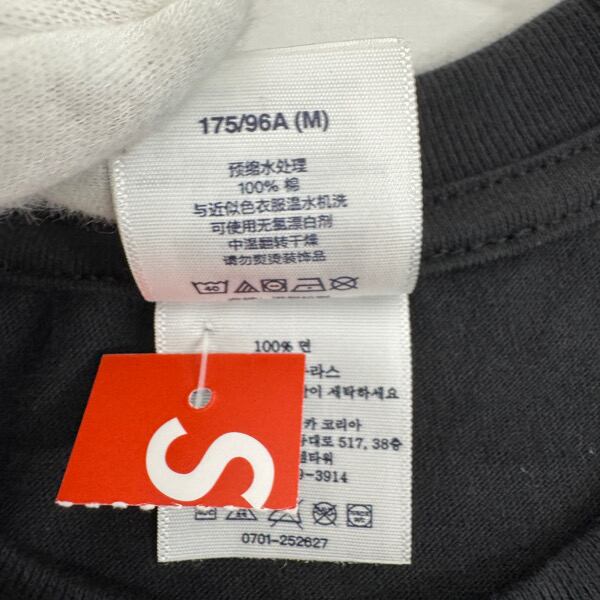 175/96A (M)
预缩水处理
100% 棉
与近似色衣服温水机洗
可使用无氯漂白剂
中温翻转干燥
请勿熨烫装饰品
40
100% 면
라스
이 세탁하세요
카 코리아
대로 517, 38층
타워
9-3914
S
0701-252627